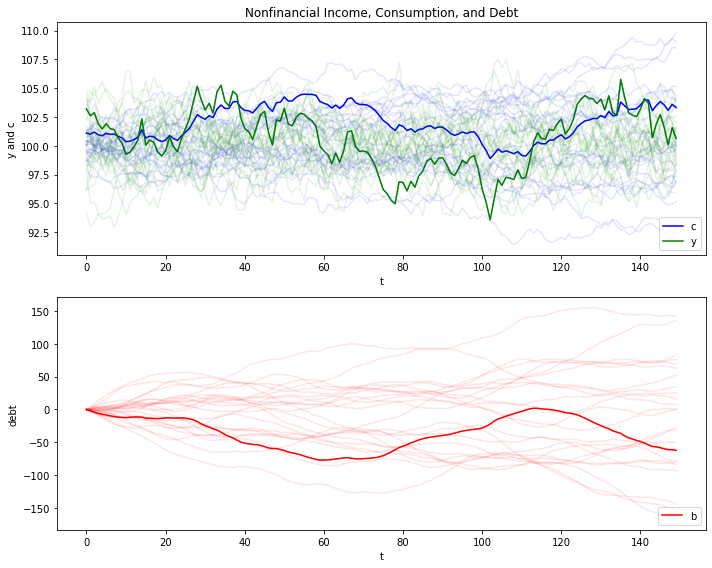 Nonfinancial Income, Consumption, and Debt
110.0
107.5
105.0
102.5
100.0
97.5
95.0
92.5
y and c
c
y
0 20 40 60 80 100 120 140
t
150
100
50
0
−50
−100
−150
debt
b
0 20 40 60 80 100 120 140
t